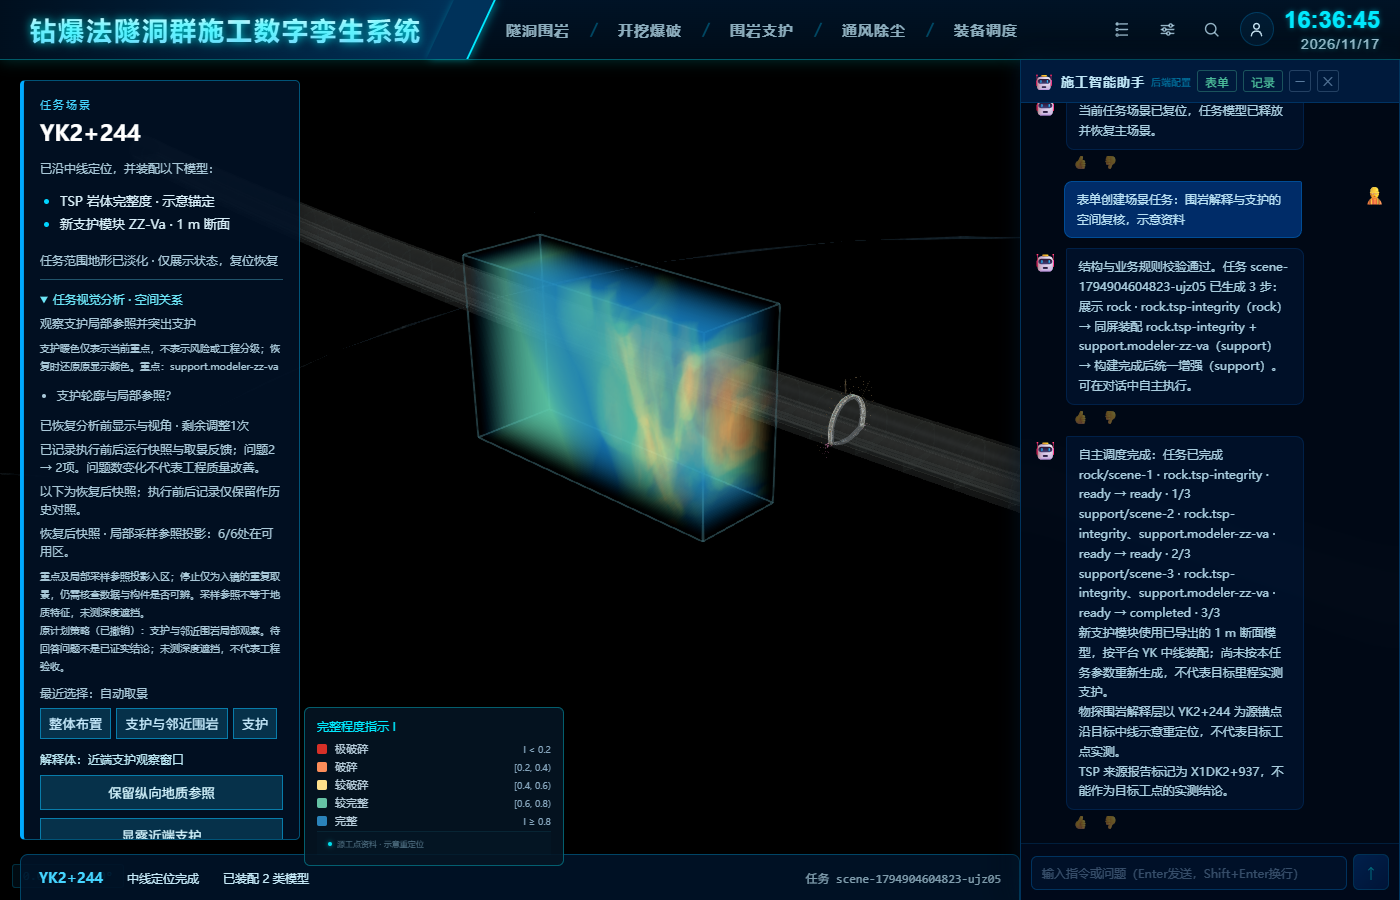 钻爆法隧洞群施工数字孪生系统
隧洞围岩 / 开挖爆破 / 围岩支护 / 通风除尘 / 装备调度
16:36:45
2026/11/17
任务场景
YK2+244
已沿中线定位，并装配以下模型：
TSP 岩体完整度 · 示意锚定
新支护模块 ZZ-Va · 1 m 断面
任务范围地形已淡化 · 仅展示状态，复位恢复
▼ 任务视觉分析 · 空间关系
观察支护局部参照并突出支护
支护暖色仅表示当前重点，不表示风险或工程分级；恢
复时还原原显示颜色。重点：support.modeler-zz-va
支护轮廓与局部参照？
已恢复分析前显示与视角 · 剩余调整1次
已记录执行前后运行快照与取景反馈；问题2
→ 2项。问题数变化不代表工程质量改善。
以下为恢复后快照；执行前后记录仅保留作历
史对照。
恢复后快照 · 局部采样参照投影：6/6处在可
用区。
重点及局部采样参照投影入区；停止仅为入镜的重复取
景，仍需核查数据与构件是否可辨。采样参照不等于地
质特征，未测深度遮挡。
原计划策略（已撤销）：支护与邻近围岩局部观察。待
回答问题不是已证实结论；未测深度遮挡，不代表工程
验收。
最近选择：自动取景
整体布置 支护与邻近围岩 支护
解释体：近端支护观察窗口
保留纵向地质参照
显露近端支护
完整程度指示 I
极破碎 I < 0.2
破碎 [0.2, 0.4)
较破碎 [0.4, 0.6)
较完整 [0.6, 0.8)
完整 I ≥ 0.8
源工点资料 · 示意重定位
YK2+244 中线定位完成 已装配 2 类模型 任务 scene-1794904604823-ujz05
施工智能助手 后端配置 表单 记录
当前任务场景已复位，任务模型已释放
并恢复主场景。
表单创建场景任务：围岩解释与支护的
空间复核，示意资料
结构与业务规则校验通过。任务 scene-
1794904604823-ujz05 已生成 3 步：
展示 rock · rock.tsp-integrity（rock）
→ 同屏装配 rock.tsp-integrity +
support.modeler-zz-va（support）
→ 构建完成后统一增强（support）。
可在对话中自主执行。
自主调度完成：任务已完成
rock/scene-1 · rock.tsp-integrity ·
ready → ready · 1/3
support/scene-2 · rock.tsp-
integrity、support.modeler-zz-va ·
ready → ready · 2/3
support/scene-3 · rock.tsp-
integrity、support.modeler-zz-va ·
ready → completed · 3/3
新支护模块使用已导出的 1 m 断面模
型，按平台 YK 中线装配；尚未按本任
务参数重新生成，不代表目标里程实测
支护。
物探围岩解释层以 YK2+244 为源锚点
沿目标中线示意重定位，不代表目标工
点实测。
TSP 来源报告标记为 X1DK2+937，不
能作为目标工点的实测结论。
输入指令或问题（Enter发送，Shift+Enter换行）